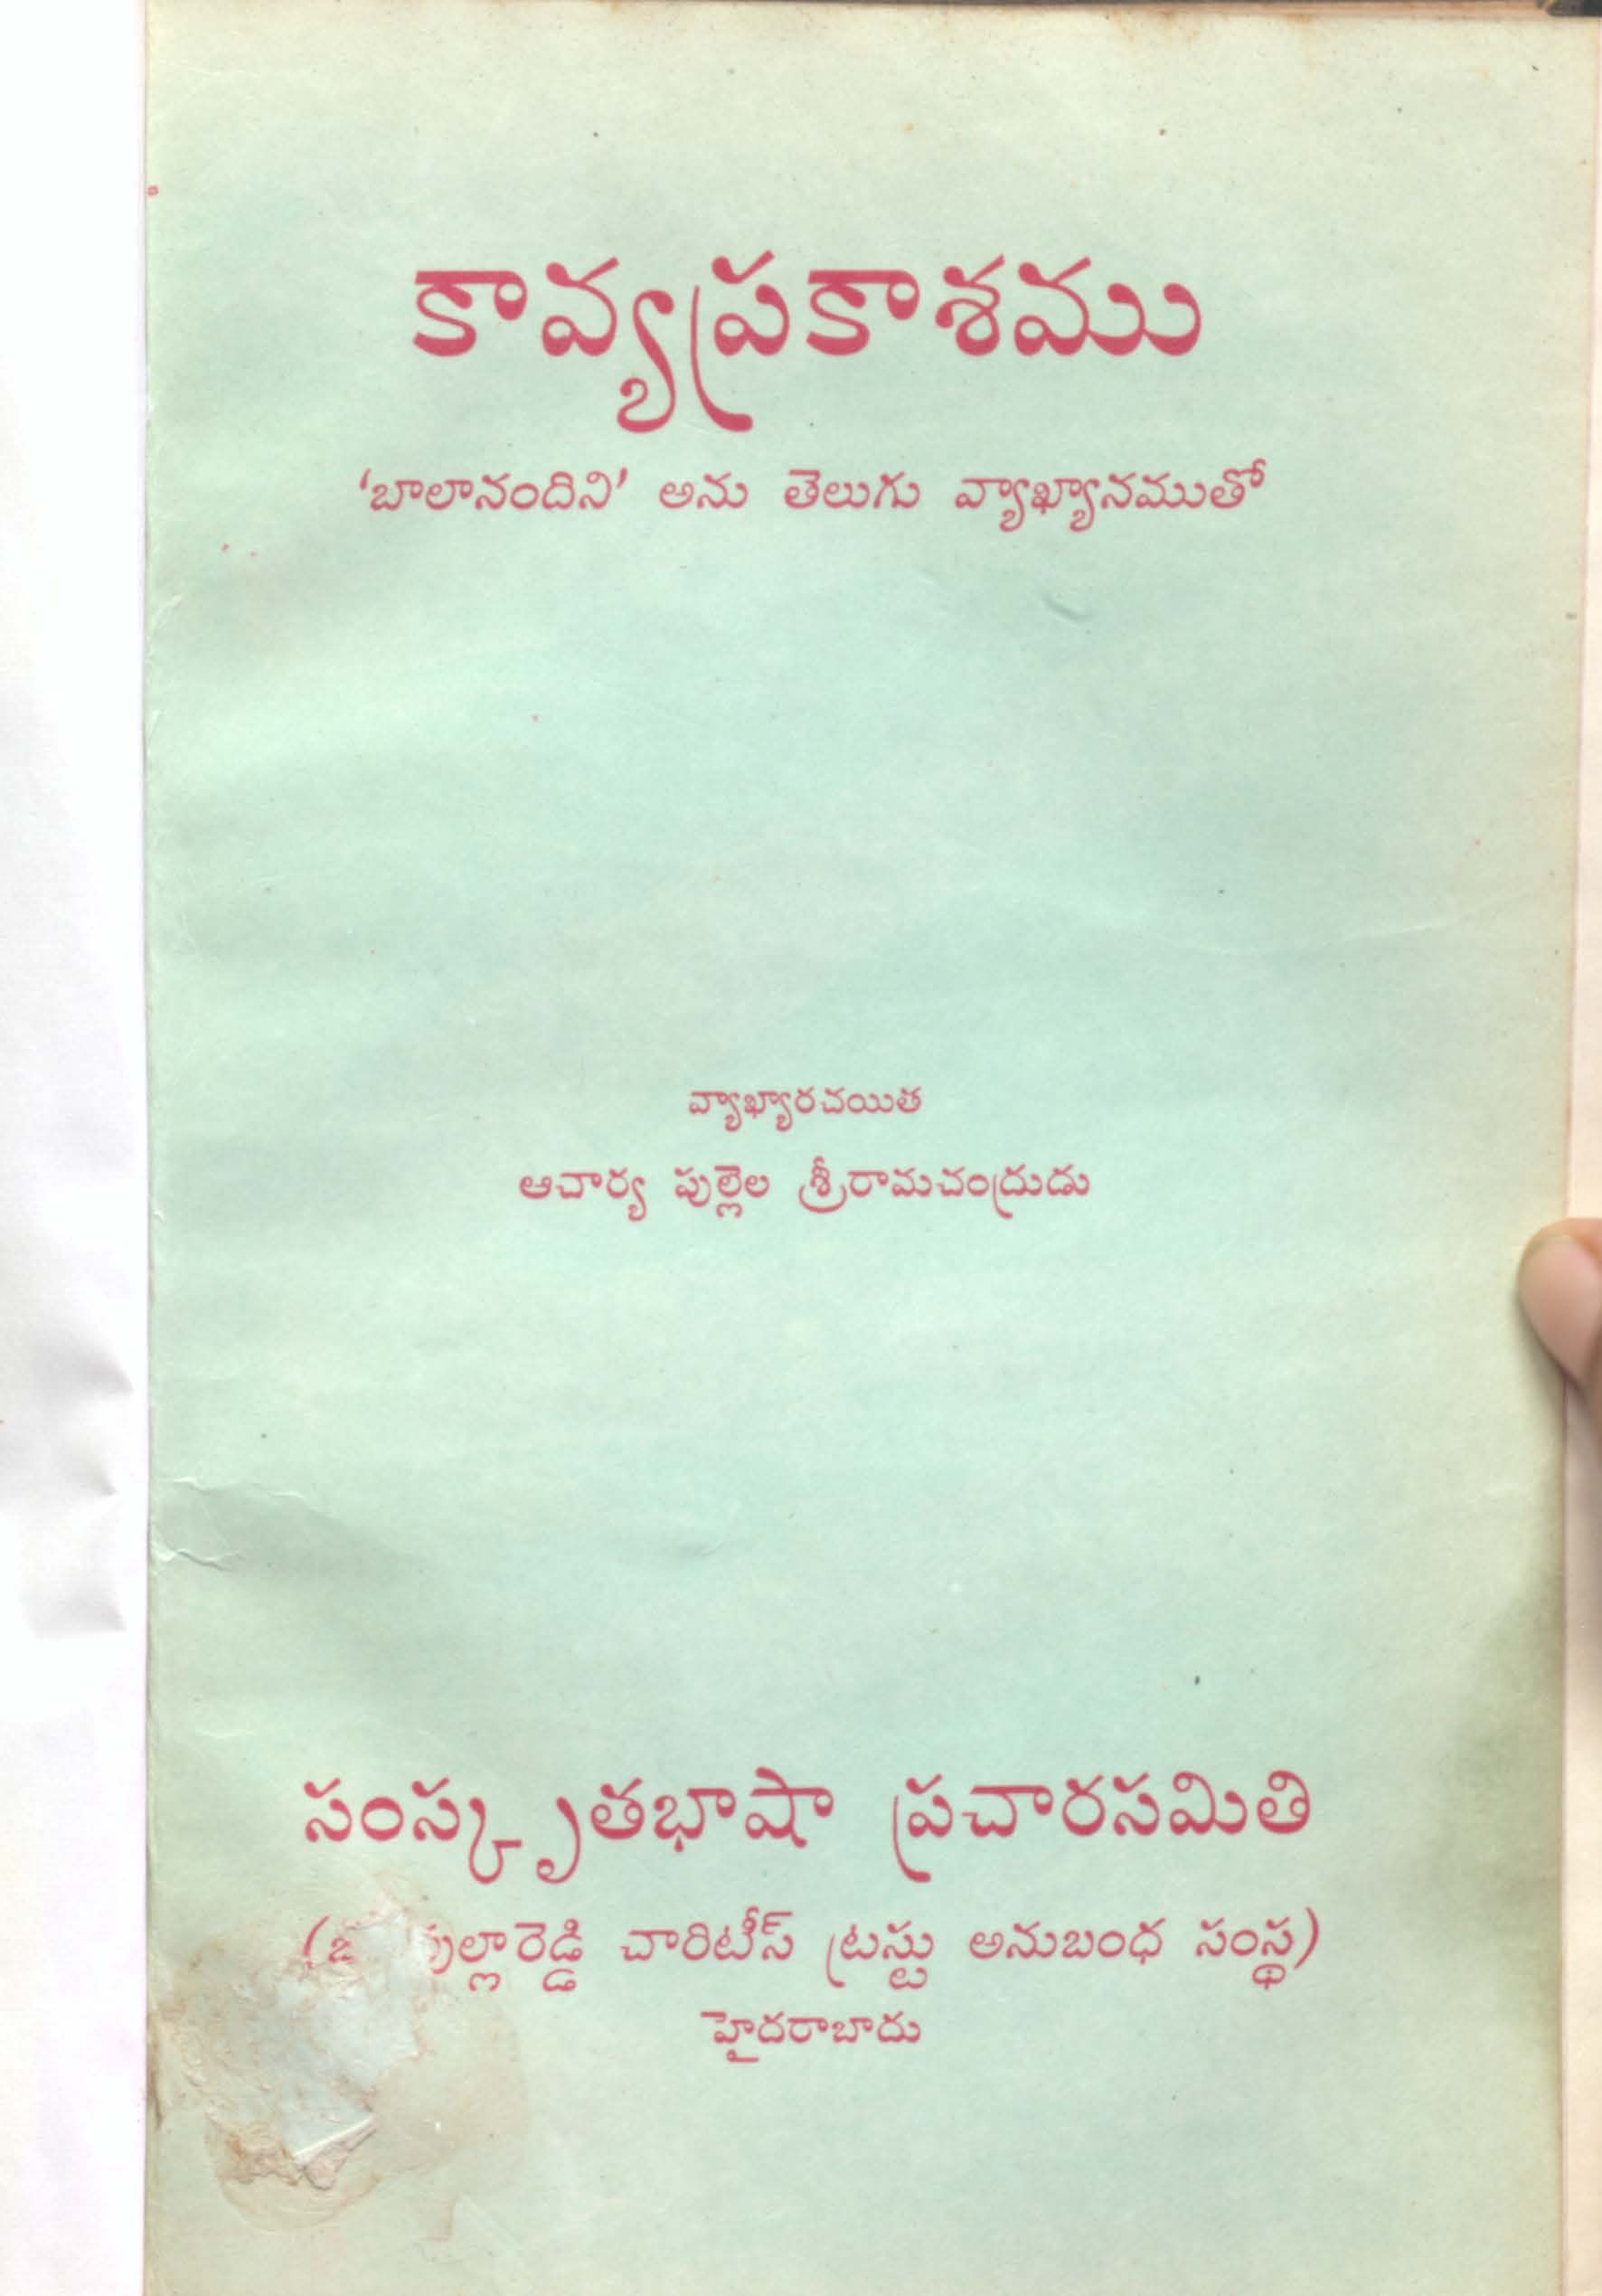 కావ్యప్రకాశము
‘బాలానందిని’ అను తెలుగు వ్యాఖ్యానముతో
వ్యాఖ్యారచయిత
ఆచార్య పుల్లెల శ్రీరామచంద్రుడు
సంస్కృతభాషా ప్రచారసమితి
చారిటీస్ ట్రస్టు అనుబంధ సంస్థ)
హైదరాబాదు